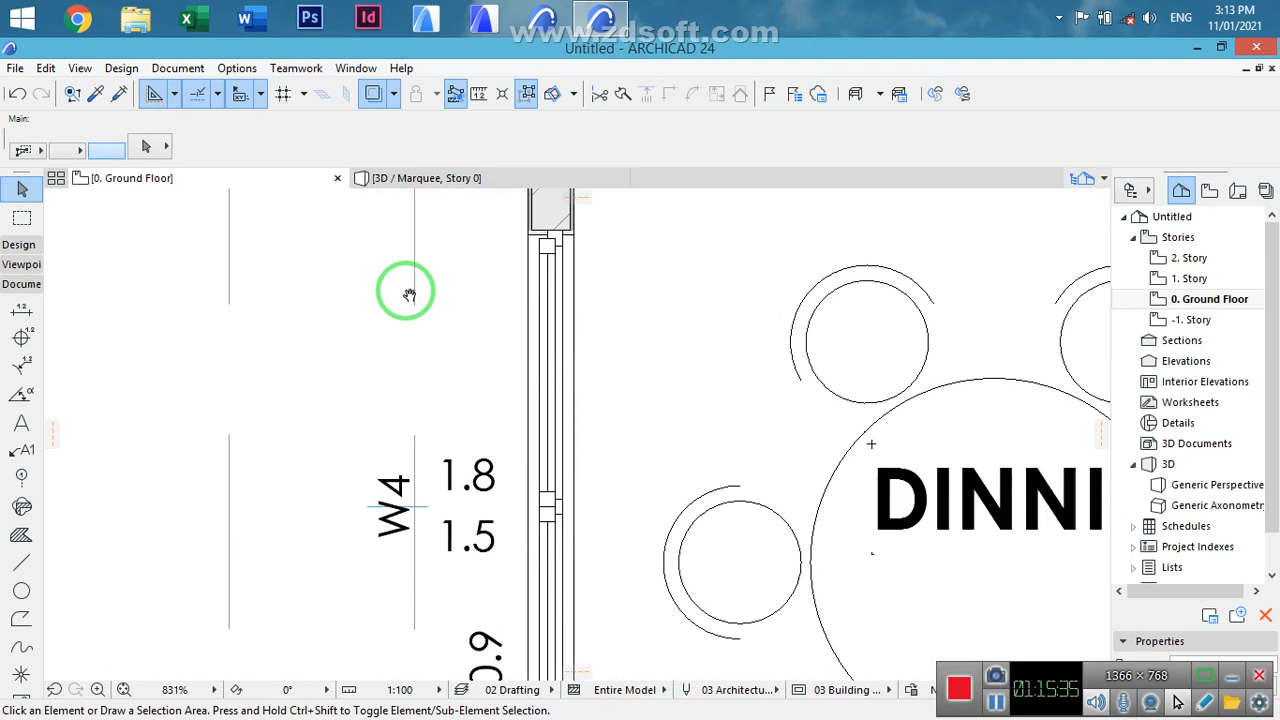 3:13 PM
ENG
11/01/2021
www.zdsoft.com
Untitled - ARCHICAD 24
File Edit View Design Document Options Teamwork Window Help
Main:
[0. Ground Floor]
[3D / Marquee, Story 0]
Design
Viewpoi
Docume
Untitled
Stories
2. Story
1. Story
0. Ground Floor
-1. Story
Sections
Elevations
Interior Elevations
Worksheets
Details
3D Documents
3D
Generic Perspective
Generic Axonometr
Schedules
Project Indexes
Lists
Properties
W4
1.8
1.5
0.9
DINNI
831%
0°
1:100
02 Drafting
Entire Model
03 Architectu...
03 Building ...
01:15:35
1366 × 768
Click an Element or Draw a Selection Area. Press and Hold Ctrl+Shift to Toggle Element/Sub-Element Selection.